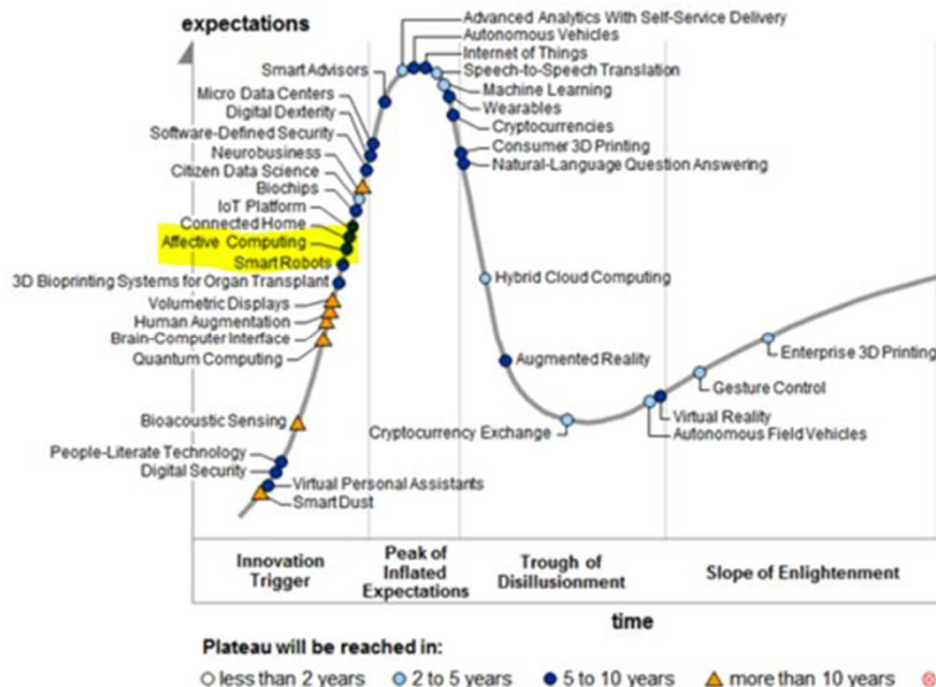 expectations
Advanced Analytics With Self-Service Delivery
Autonomous Vehicles
Internet of Things
Speech-to-Speech Translation
Machine Learning
Wearables
Cryptocurrencies
Consumer 3D Printing
Natural-Language Question Answering
Smart Advisors
Micro Data Centers
Digital Dexterity
Software-Defined Security
Neurobusiness
Citizen Data Science
Biochips
IoT Platform
Connected Home
Affective Computing
Smart Robots
3D Bioprinting Systems for Organ Transplant
Volumetric Displays
Human Augmentation
Brain-Computer Interface
Quantum Computing
Bioacoustic Sensing
People-Literate Technology
Digital Security
Virtual Personal Assistants
Smart Dust
Hybrid Cloud Computing
Augmented Reality
Cryptocurrency Exchange
Enterprise 3D Printing
Gesture Control
Virtual Reality
Autonomous Field Vehicles
Innovation
Trigger
Peak of
Inflated
Expectations
Trough of
Disillusionment
Slope of Enlightenment
time
Plateau will be reached in:
less than 2 years 2 to 5 years 5 to 10 years more than 10 years